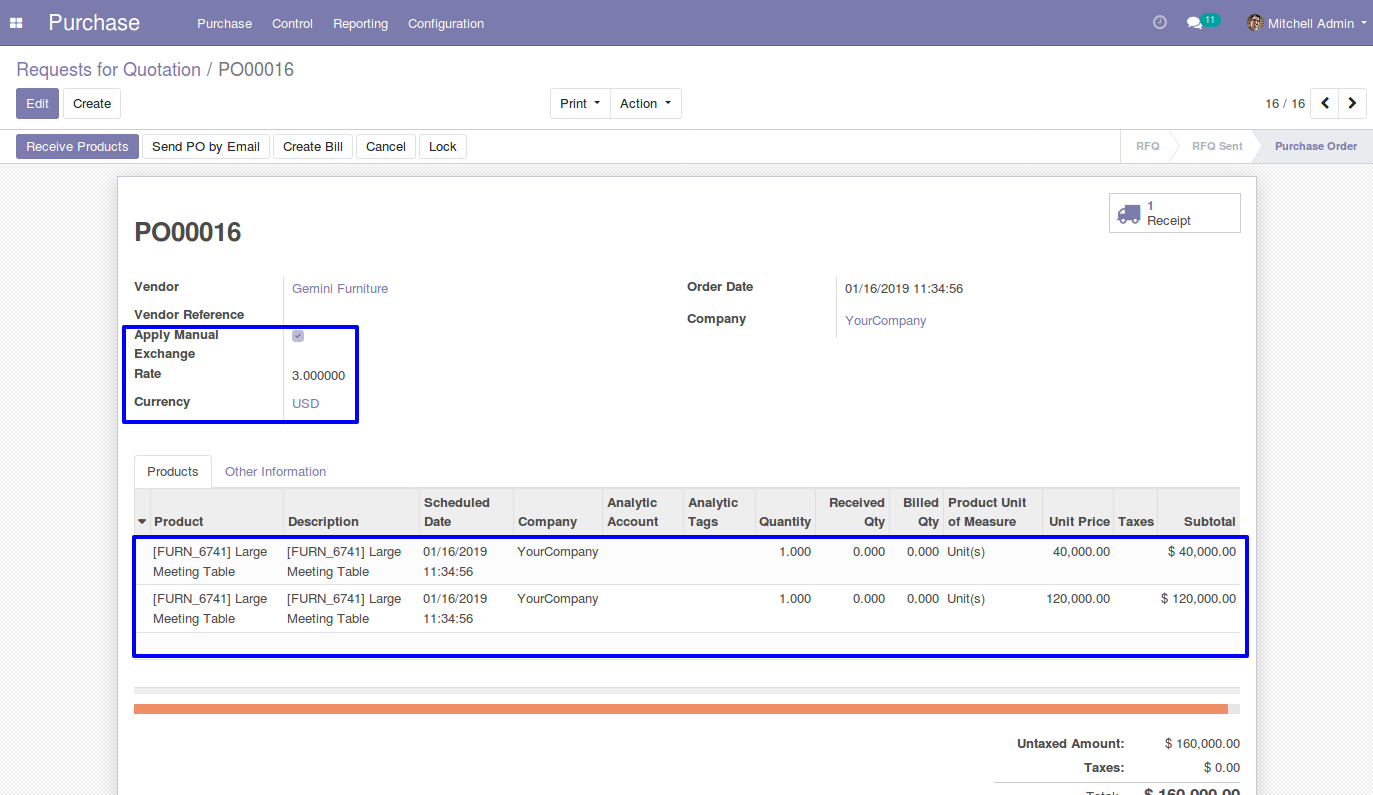 Purchase Purchase Control Reporting Configuration 11 Mitchell Admin
Requests for Quotation / PO00016
Edit Create Print Action 16 / 16
Receive Products Send PO by Email Create Bill Cancel Lock RFQ RFQ Sent Purchase Order
1
Receipt
PO00016
Vendor Gemini Furniture Order Date 01/16/2019 11:34:56
Vendor Reference
Company YourCompany
Apply Manual
Exchange
Rate 3.000000
Currency USD
Products Other Information
Product Description Scheduled Date Company Analytic Account Analytic Tags Quantity Received Qty Billed Qty Product Unit of Measure Unit Price Taxes Subtotal
[FURN_6741] Large [FURN_6741] Large 01/16/2019 YourCompany 1.000 0.000 0.000 Unit(s) 40,000.00 $ 40,000.00
Meeting Table Meeting Table 11:34:56
[FURN_6741] Large [FURN_6741] Large 01/16/2019 YourCompany 1.000 0.000 0.000 Unit(s) 120,000.00 $ 120,000.00
Meeting Table Meeting Table 11:34:56
Untaxed Amount: $ 160,000.00
Taxes: $ 0.00
Total: $ 160,000.00